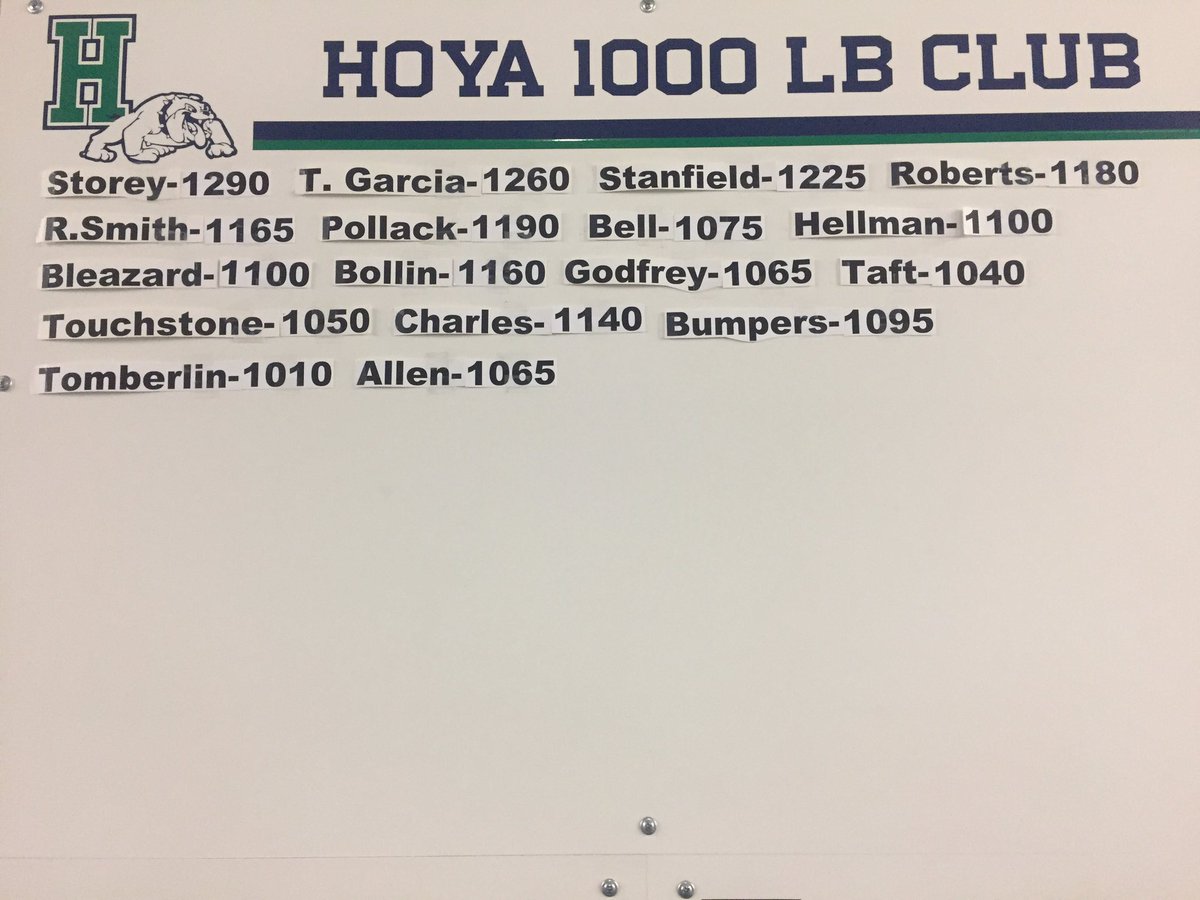 H HOYA 1000 LB CLUB
Storey-1290 T. Garcia-1260 Stanfield-1225 Roberts-1180
R.Smith-1165 Pollack-1190 Bell-1075 Hellman-1100
Bleazard-1100 Bollin-1160 Godfrey-1065 Taft-1040
Touchstone-1050 Charles-1140 Bumpers-1095
Tomberlin-1010 Allen-1065